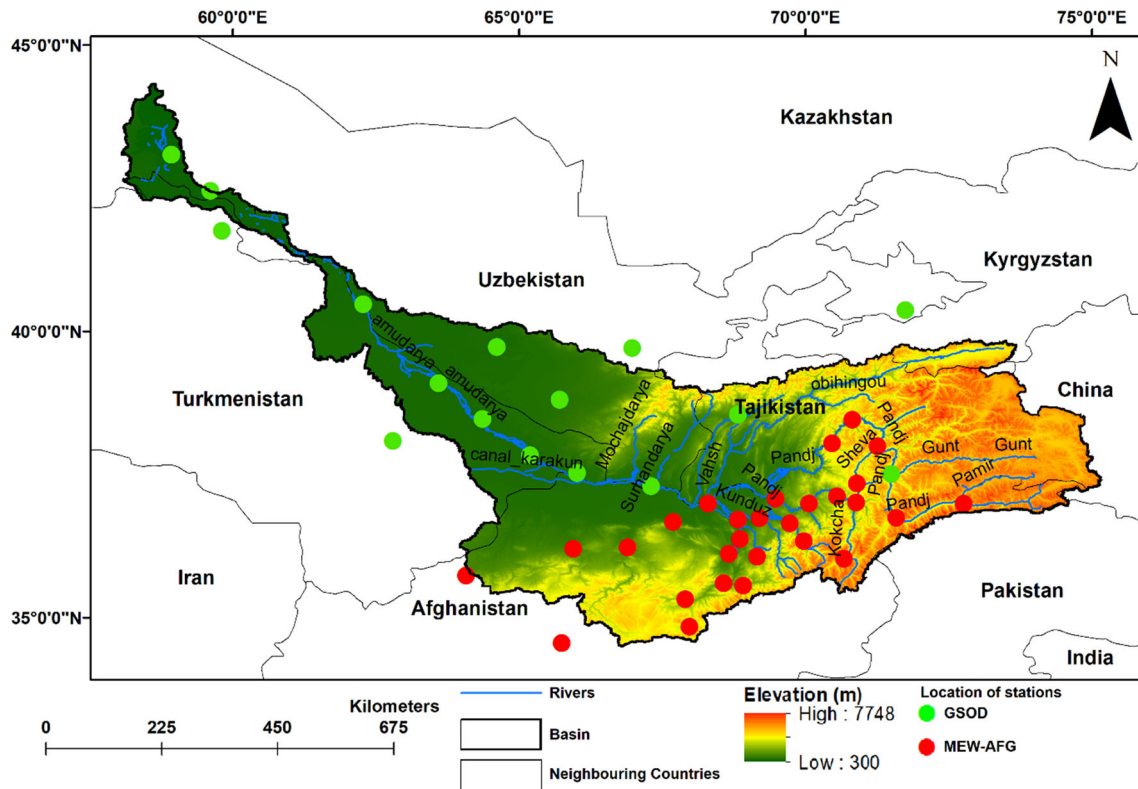 60°0'0"E
65°0'0"E
70°0'0"E
75°0'0"E
45°0'0"N
N
Kazakhstan
Uzbekistan
Kyrgyzstan
40°0'0"N
amudarya
amudarya
obihingou
China
Turkmenistan
Tajikistan
Mochajdarya
Sumandarya
Vahsh
Pandj
Sheva
Pandj
Gunt
Gunt
canal_karakun
Pandj
Pandj
Pamir
Kunduz
Pandj
Kokcha
Iran
Afghanistan
Pakistan
35°0'0"N
India
Kilometers
0
225
450
675
Rivers
Basin
Neighbouring Countries
Elevation (m)
High : 7748
Low : 300
Location of stations
GSOD
MEW-AFG